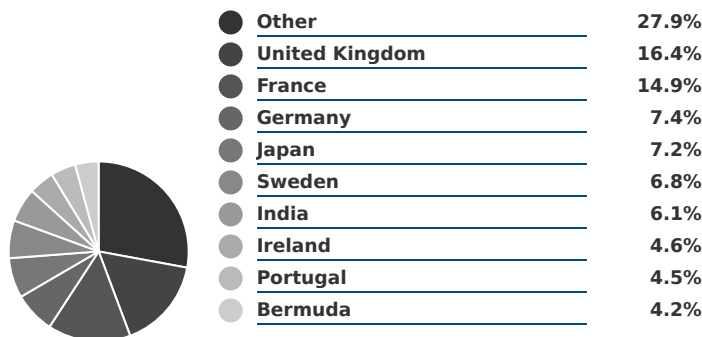 Other 27.9%
United Kingdom 16.4%
France 14.9%
Germany 7.4%
Japan 7.2%
Sweden 6.8%
India 6.1%
Ireland 4.6%
Portugal 4.5%
Bermuda 4.2%